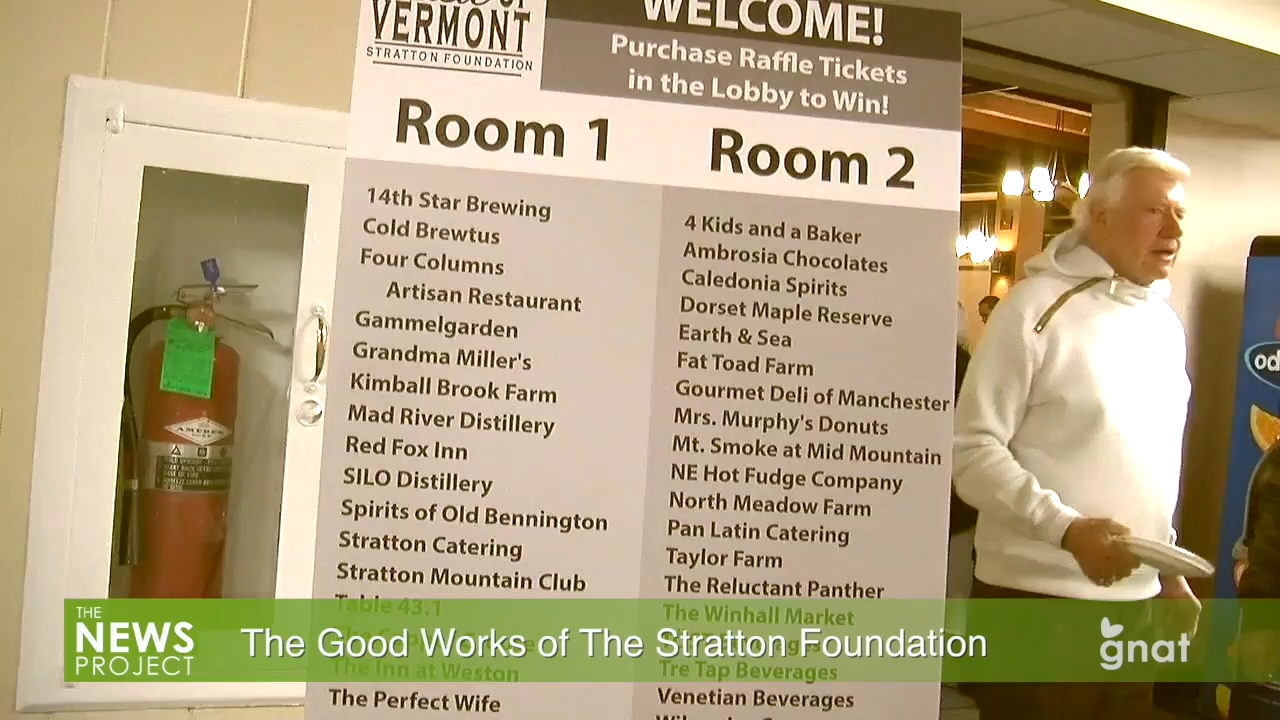 VERMONT
STRATTON FOUNDATION
WELCOME!
Purchase Raffle Tickets
in the Lobby to Win!
Room 1
14th Star Brewing
Cold Brewtus
Four Columns
Artisan Restaurant
Gammelgarden
Grandma Miller's
Kimball Brook Farm
Mad River Distillery
Red Fox Inn
SILO Distillery
Spirits of Old Bennington
Stratton Catering
Stratton Mountain Club
Table 43.1
The Inn at Weston
The Perfect Wife
Room 2
4 Kids and a Baker
Ambrosia Chocolates
Caledonia Spirits
Dorset Maple Reserve
Earth & Sea
Fat Toad Farm
Gourmet Deli of Manchester
Mrs. Murphy's Donuts
Mt. Smoke at Mid Mountain
NE Hot Fudge Company
North Meadow Farm
Pan Latin Catering
Taylor Farm
The Reluctant Panther
The Winhall Market
Tre Tap Beverages
Venetian Beverages
THE
NEWS
PROJECT
The Good Works of The Stratton Foundation
gnat